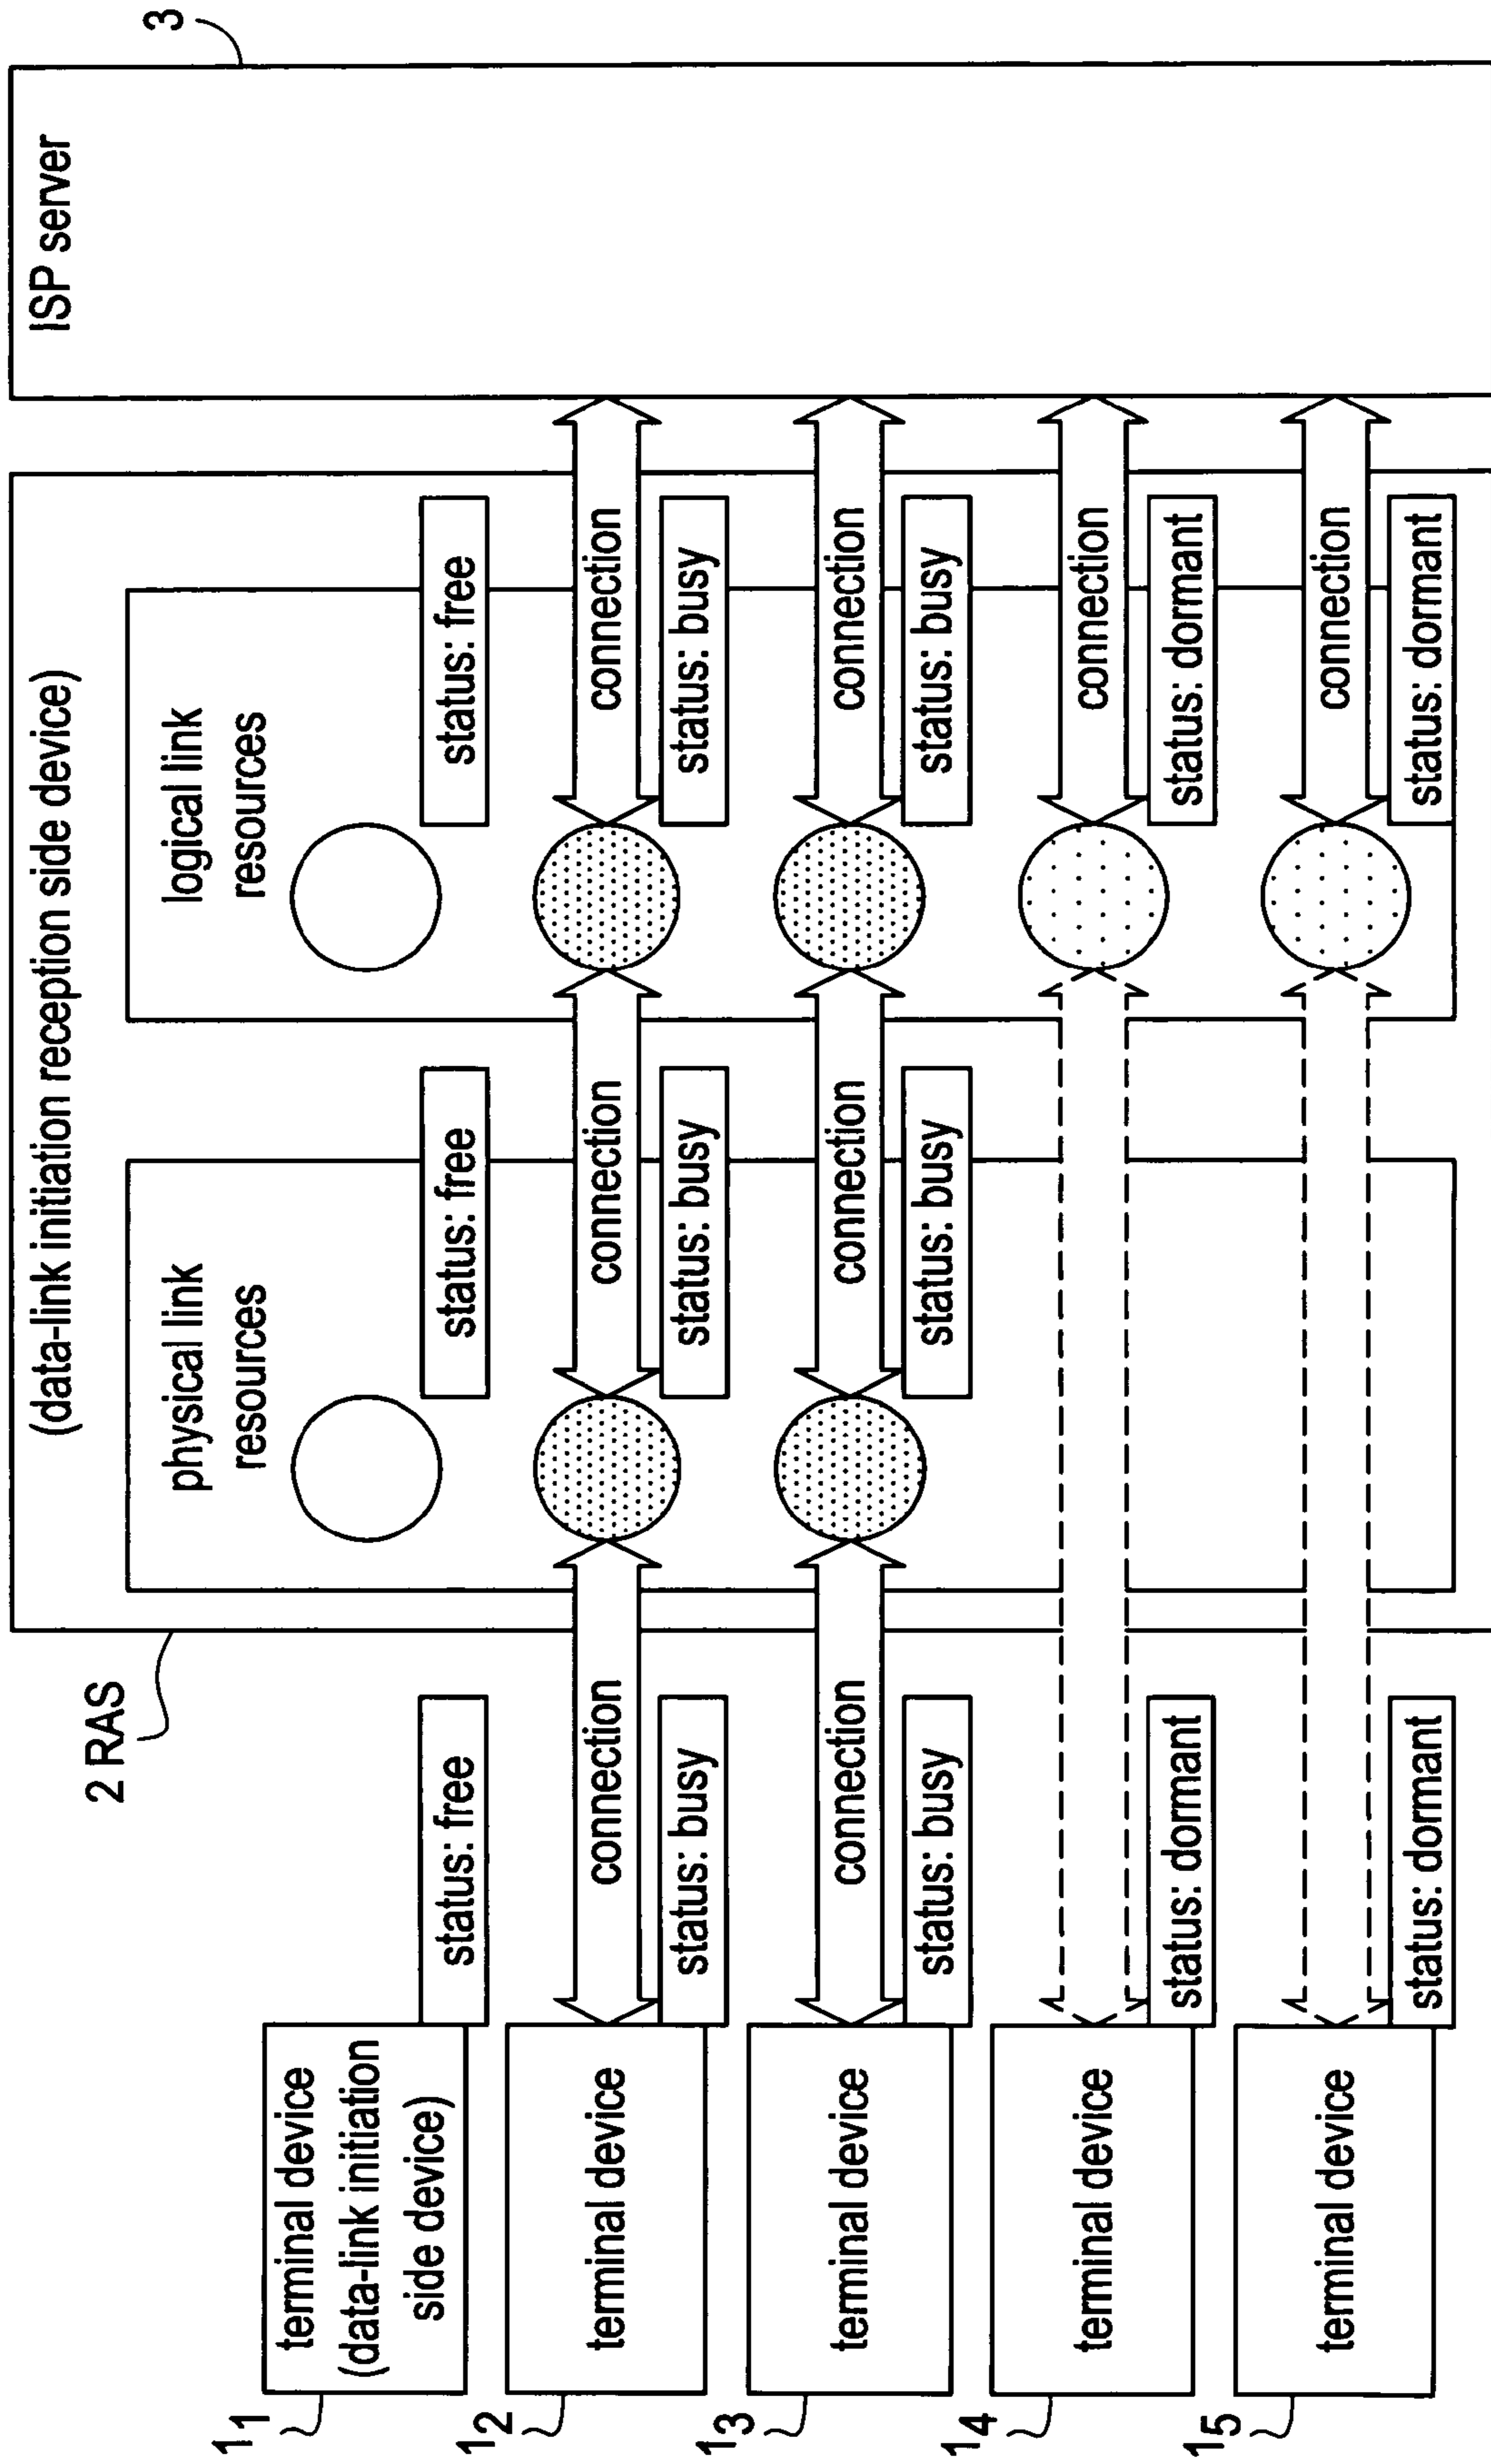 2 RAS
(data-link initiation reception side device)
ISP server
3
physical link
resources
logical link
resources
11
terminal device
(data-link initiation
side device)
status: free
status: free
status: free
12
terminal device
connection
connection
connection
status: busy
status: busy
status: busy
13
terminal device
connection
connection
connection
status: busy
status: busy
status: busy
14
terminal device
connection
status: dormant
status: dormant
15
terminal device
connection
status: dormant
status: dormant